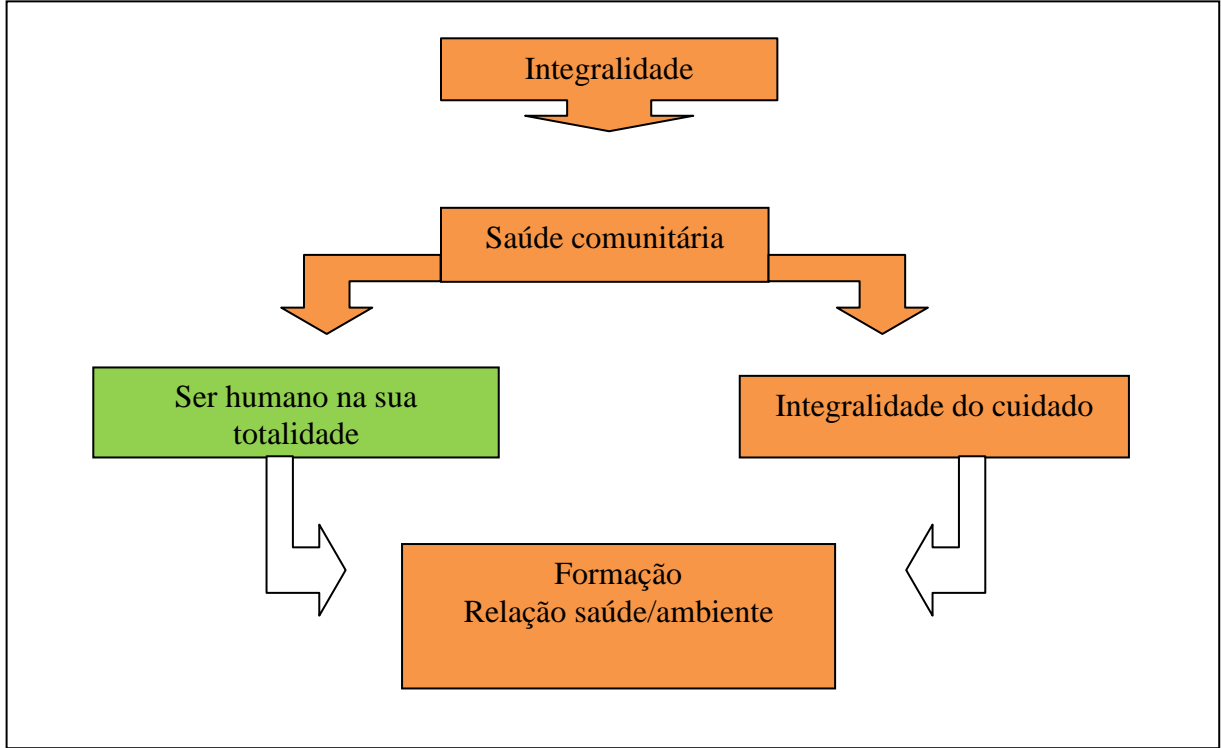 Integralidade
Saúde comunitária
Ser humano na sua
totalidade
Integralidade do cuidado
Formação
Relação saúde/ambiente